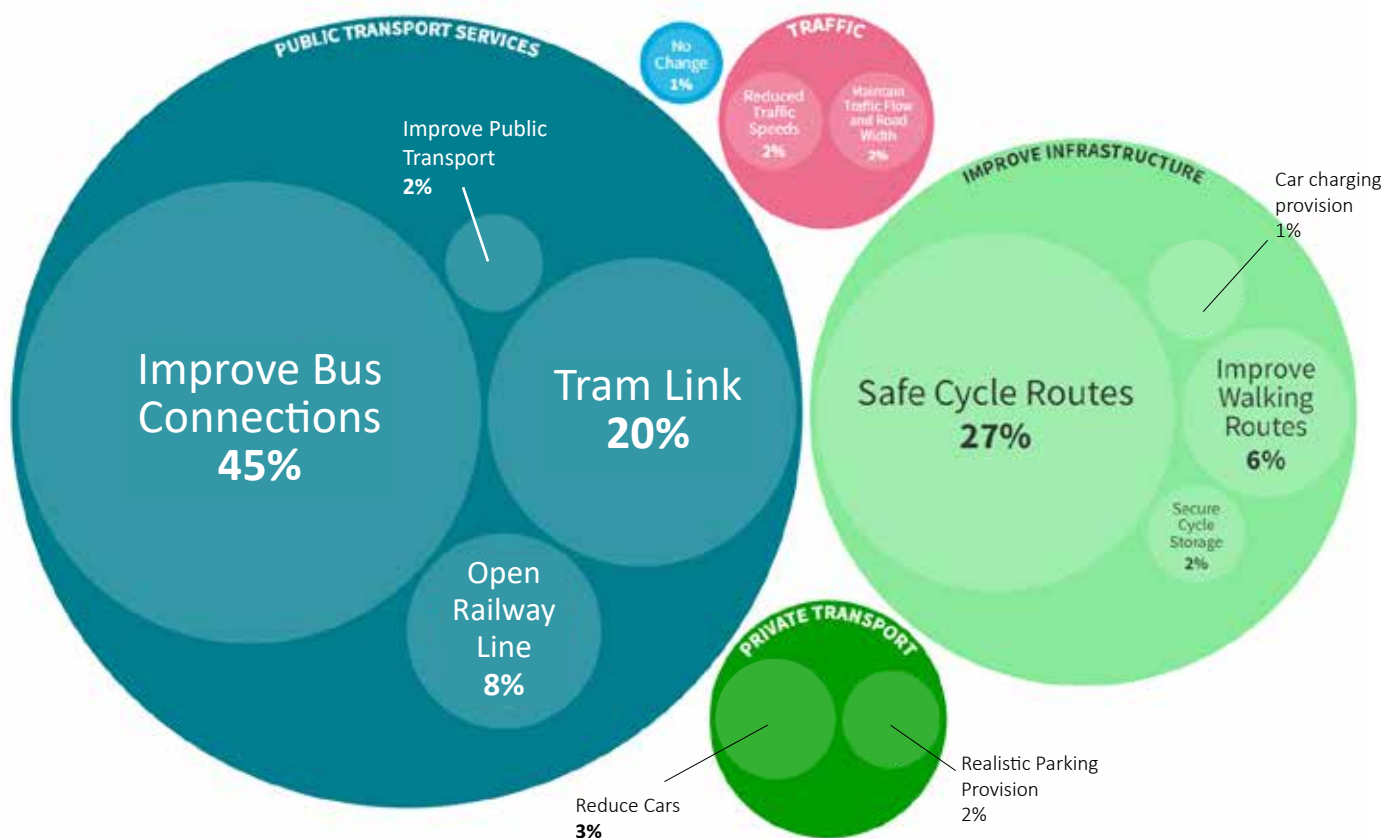 PUBLIC TRANSPORT SERVICES
Improve Public
Transport
2%
Improve Bus
Connections
45%
Tram Link
20%
Open
Railway
Line
8%
No
Change
1%
TRAFFIC
Reduced
Traffic
Speeds
2%
Maintain
Traffic Flow
and Road
Width
2%
IMPROVE INFRASTRUCTURE
Car charging
provision
1%
Safe Cycle Routes
27%
Improve
Walking
Routes
6%
Secure
Cycle
Storage
2%
PRIVATE TRANSPORT
Reduce Cars
3%
Realistic Parking
Provision
2%